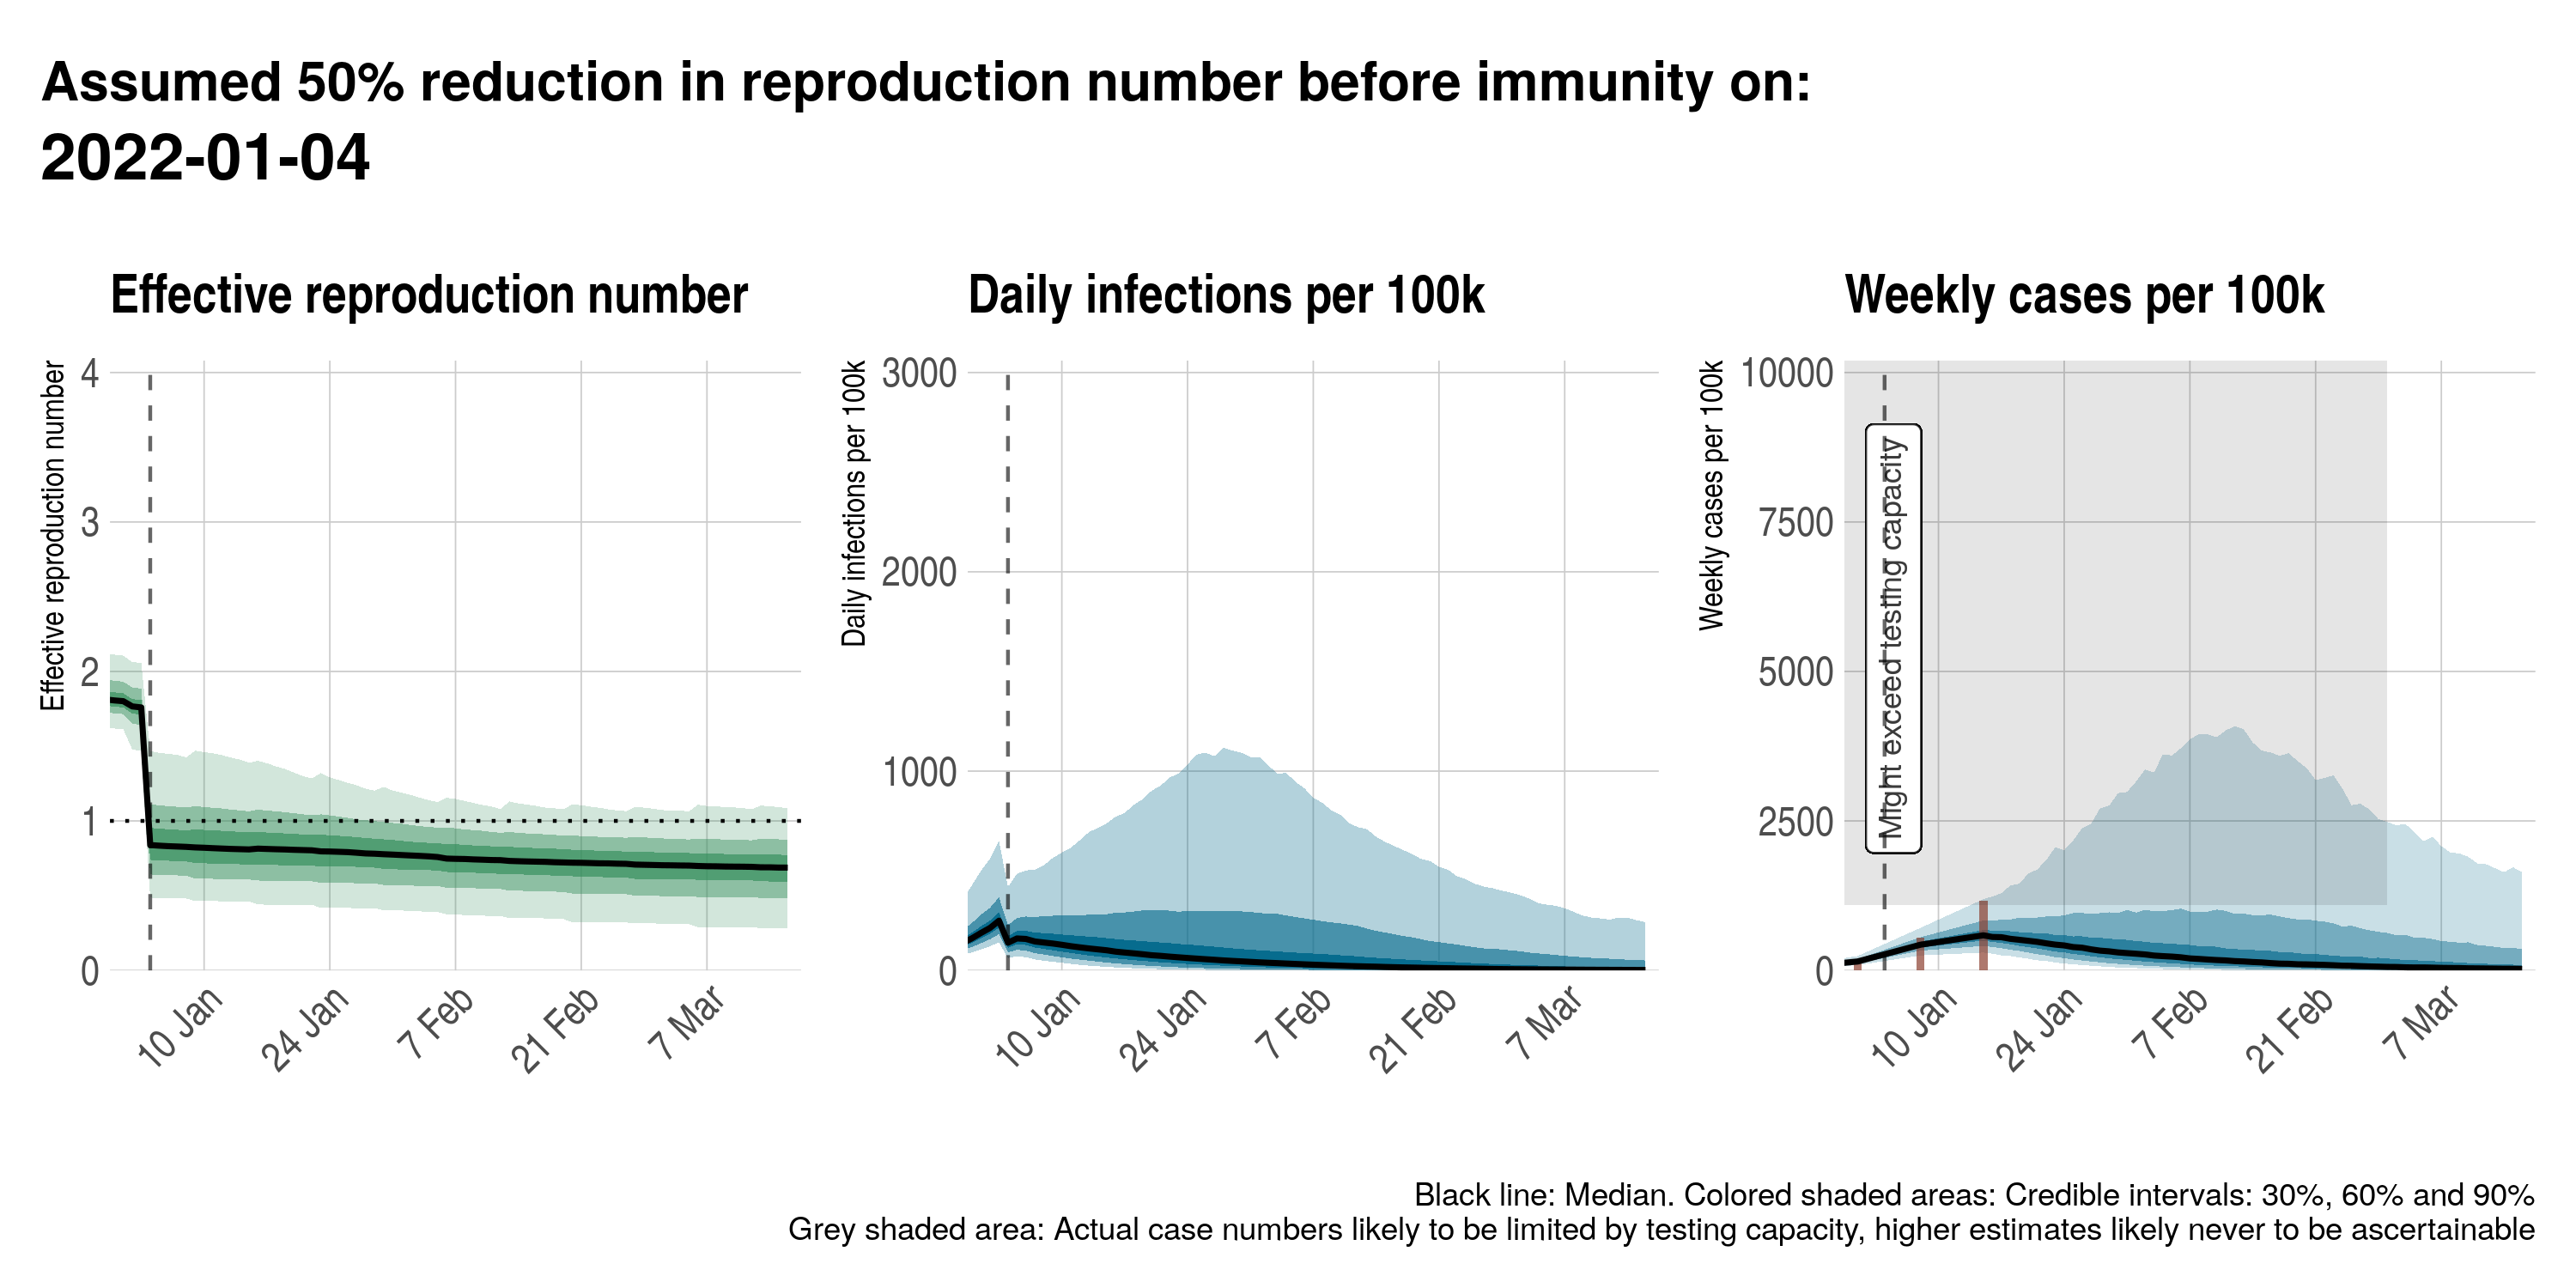 Assumed 50% reduction in reproduction number before immunity on:
2022-01-04
Effective reproduction number
Effective reproduction number
4
3
2
1
0
10 Jan
24 Jan
7 Feb
21 Feb
7 Mar
Daily infections per 100k
Daily infections per 100k
3000
2000
1000
0
10 Jan
24 Jan
7 Feb
21 Feb
7 Mar
Weekly cases per 100k
Weekly cases per 100k
10000
7500
5000
2500
0
Might exceed testing capacity
10 Jan
24 Jan
7 Feb
21 Feb
7 Mar
Black line: Median. Colored shaded areas: Credible intervals: 30%, 60% and 90%
Grey shaded area: Actual case numbers likely to be limited by testing capacity, higher estimates likely never to be ascertainable